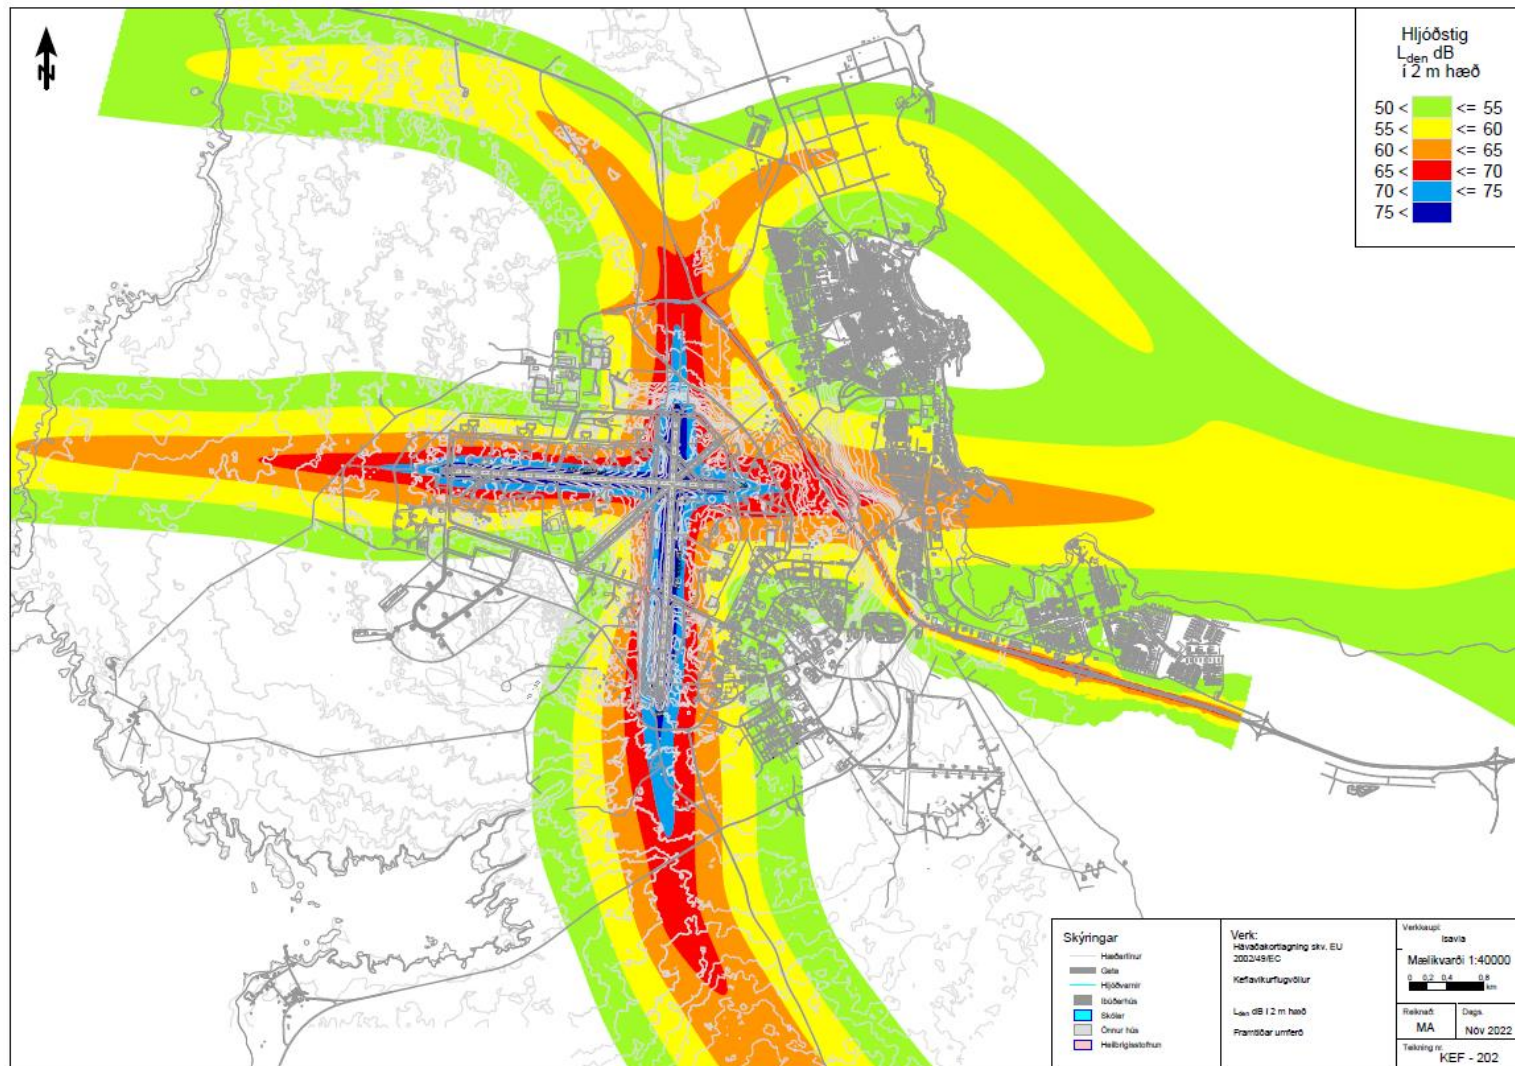 N
Hljóðstig
Lden dB
í 2 m hæð
50 < <= 55
55 < <= 60
60 < <= 65
65 < <= 70
70 < <= 75
75 <
Skýringar
Hæðarlínur
Gata
Hljóðvarnir
Íbúðarhús
Skólar
Önnur hús
Heilbrigisstofnun
Verk:
Hávaðakortlagning skv. EU
2002/49/EC
Keflavíkurflugvöllur
Lden dB í 2 m hæð
Framtíðar umferð
Verkkaupi:
Isavia
Mælikvarði 1:40000
0 0,2 0,4 0,8
km
Reiknað:
MA
Dags.
Nóv 2022
Teikning nr.
KEF - 202